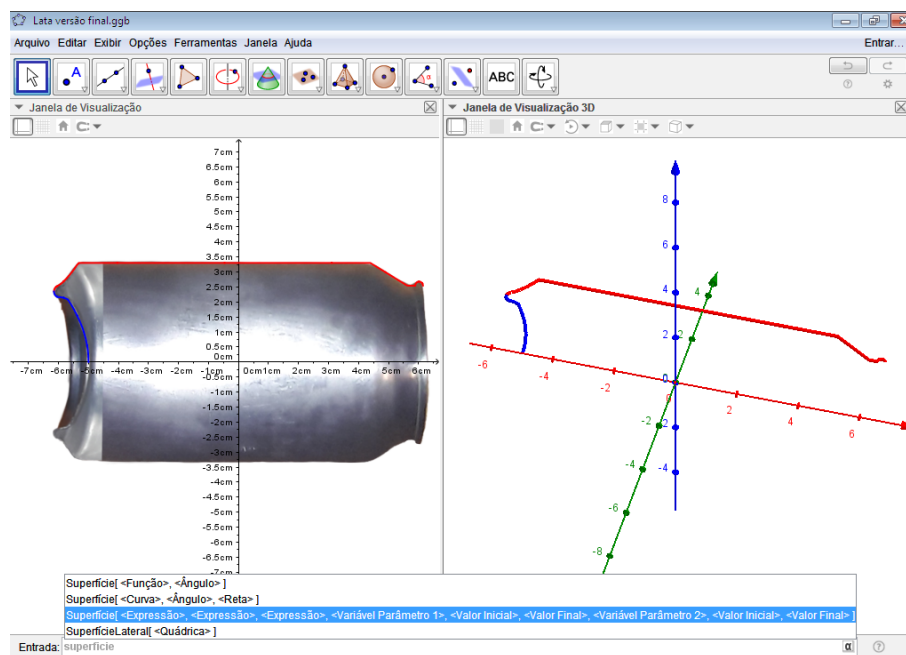 Lata versão final.ggb
Arquivo Editar Exibir Opções Ferramentas Janela Ajuda
Entrar...
ABC
Janela de Visualização
Janela de Visualização 3D
7cm
6.5cm
6cm
5.5cm
5cm
4.5cm
4cm
3.5cm
3cm
2.5cm
2cm
1.5cm
1cm
0.5cm
0cm
-7cm -6cm -5cm -4cm -3cm -2cm -1cm 0cm 1cm 2cm 3cm 4cm 5cm 6cm
-0.5cm
-1cm
-1.5cm
-2cm
-2.5cm
-3cm
-3.5cm
-4cm
-4.5cm
-5cm
-5.5cm
-6cm
-6.5cm
-7cm
8
6
4
2
0
-2
-4
4
2
0
-2
-4
-6
-8
-6
-4
-2
2
4
6
Superfície[ <Função>, <Ângulo> ]
Superfície[ <Curva>, <Ângulo>, <Reta> ]
Superfície[ <Expressão>, <Expressão>, <Expressão>, <Variável Parâmetro 1>, <Valor Inicial>, <Valor Final>, <Variável Parâmetro 2>, <Valor Inicial>, <Valor Final> ]
SuperfícieLateral[ <Quádrica> ]
Entrada: superficie
α